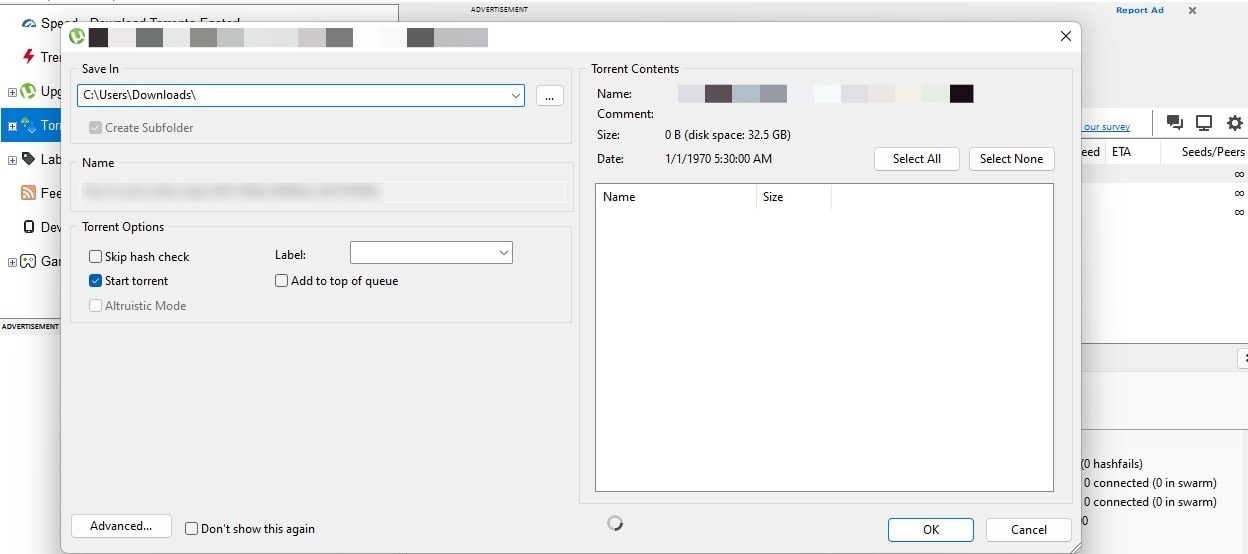 ADVERTISEMENT
Report Ad
Speed - Download Torrents Fasted
Tre
Upg
Torr
Lab
Fee
Dev
Gar
ADVERTISEMENT
Save In
C:\Users\Downloads\
...
Create Subfolder
Name
Torrent Options
Skip hash check
Label:
Start torrent
Add to top of queue
Altruistic Mode
Advanced...
Don't show this again
Torrent Contents
Name:
Comment:
Size: 0 B (disk space: 32.5 GB)
Date: 1/1/1970 5:30:00 AM
Select All
Select None
Name Size
OK
Cancel
our survey
eed ETA Seeds/Peers
∞
∞
∞
(0 hashfails)
0 connected (0 in swarm)
0 connected (0 in swarm)
0